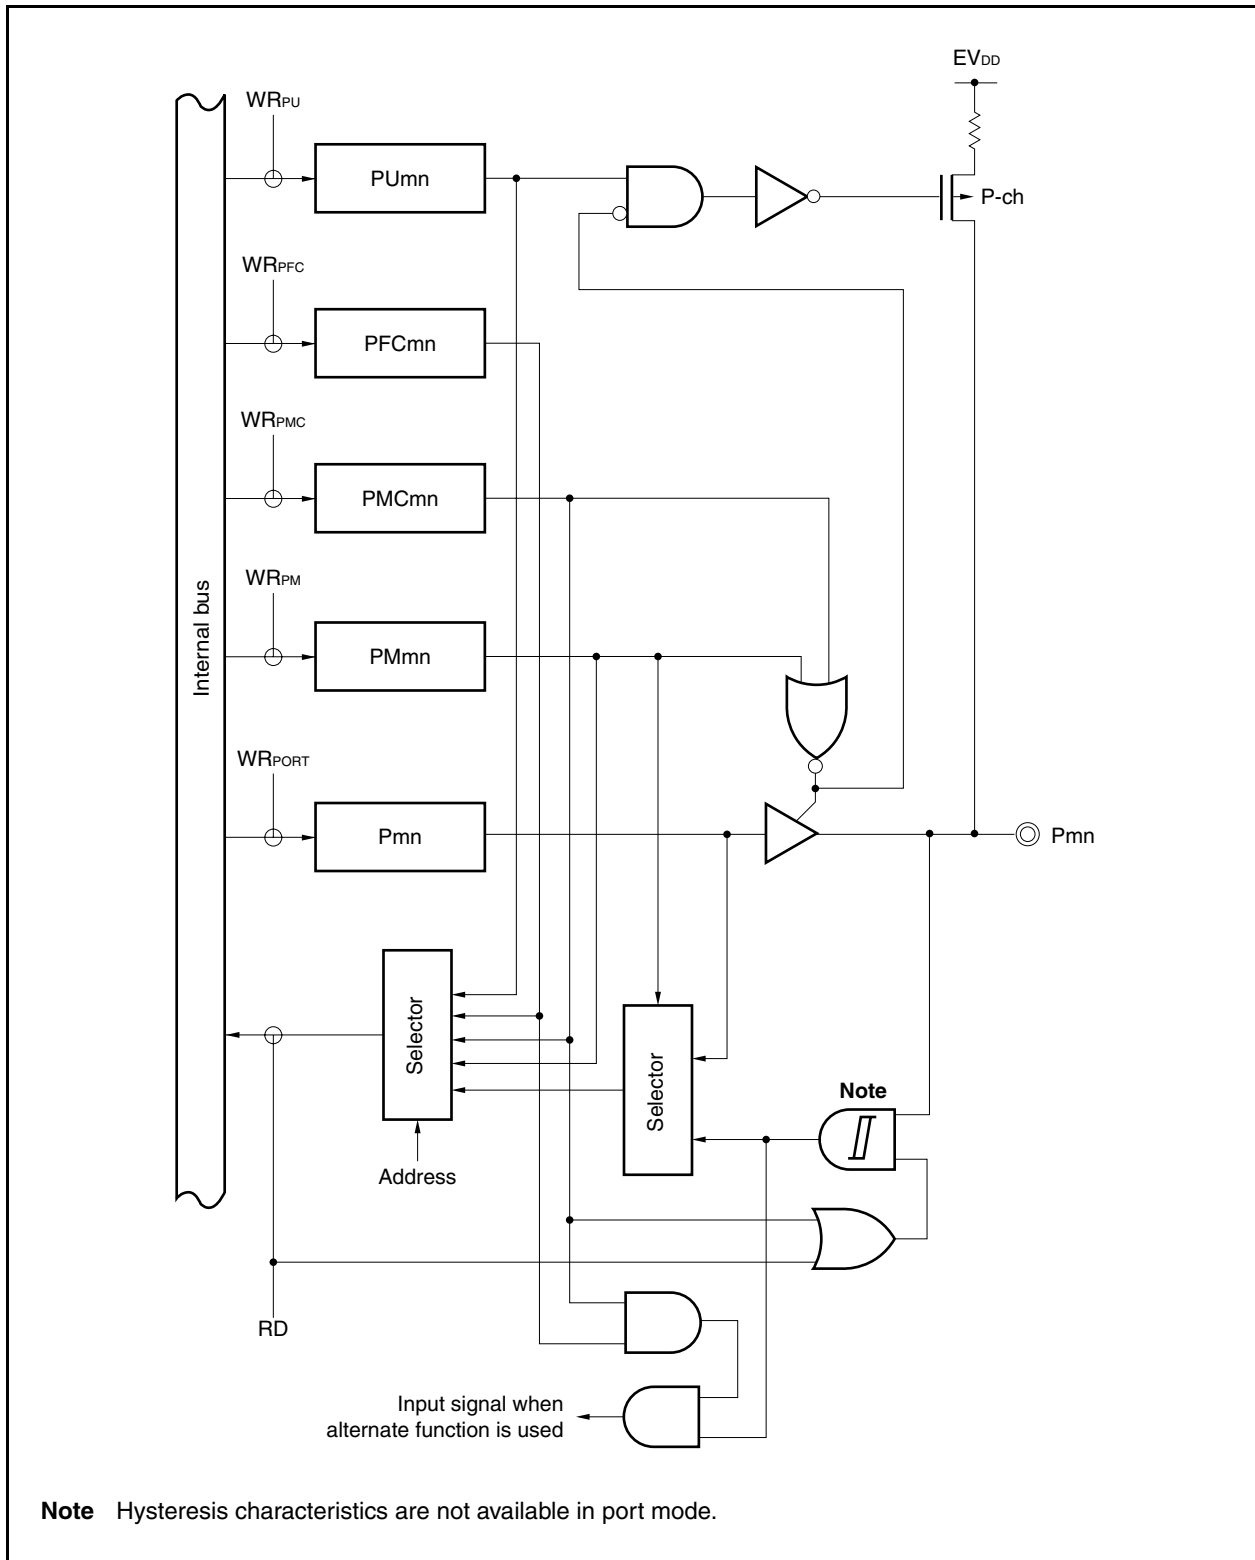 EVDD
WRPU
PUmn
P-ch
WRPFC
PFCmn
WRPMC
PMCmn
WRPM
PMmn
Internal bus
WRPORT
Pmn
Pmn
Selector
Selector
Note
Address
RD
Input signal when
alternate function is used
Note Hysteresis characteristics are not available in port mode.